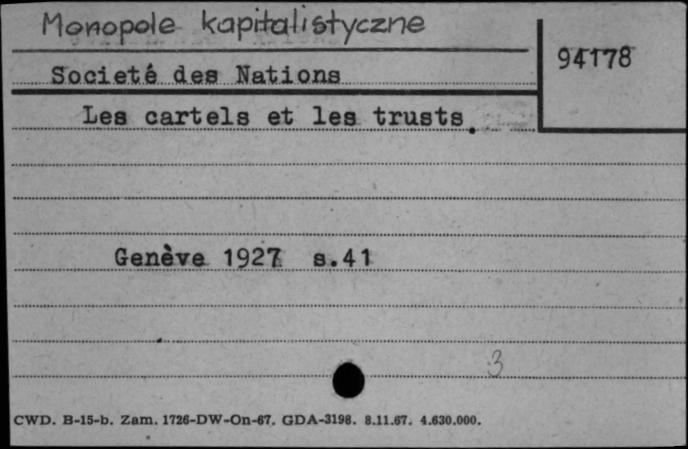 Monopole kapitalistyczne
94178
Societé des Nations
Les cartels et les trusts.
Genève 1927 s.41
3
CWD. B-15-b. Zam. 1726-DW-On-67. GDA-3198. 8.11.67. 4.630.000.